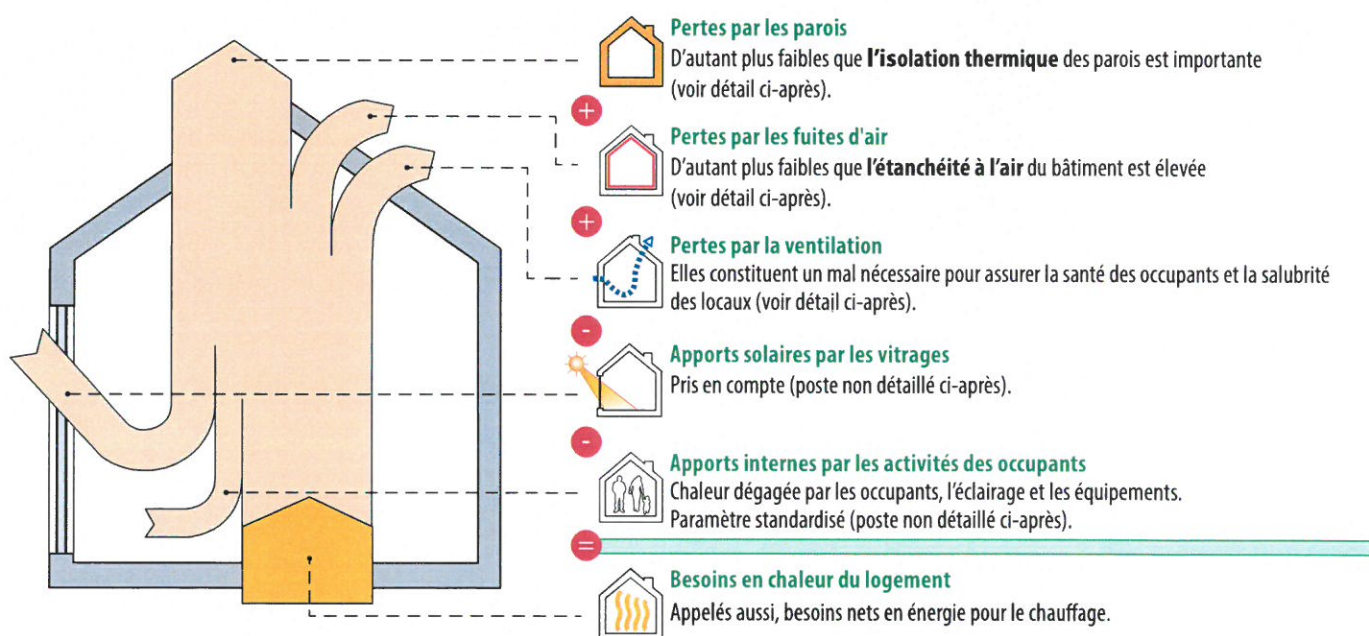 Pertes par les parois
D'autant plus faibles que l'isolation thermique des parois est importante
(voir détail ci-après).
+
Pertes par les fuites d'air
D'autant plus faibles que l'étanchéité à l'air du bâtiment est élevée
(voir détail ci-après).
+
Pertes par la ventilation
Elles constituent un mal nécessaire pour assurer la santé des occupants et la salubrité
des locaux (voir détail ci-après).
-
Apports solaires par les vitrages
Pris en compte (poste non détaillé ci-après).
-
Apports internes par les activités des occupants
Chaleur dégagée par les occupants, l'éclairage et les équipements.
Paramètre standardisé (poste non détaillé ci-après).
=
Besoins en chaleur du logement
Appelés aussi, besoins nets en énergie pour le chauffage.